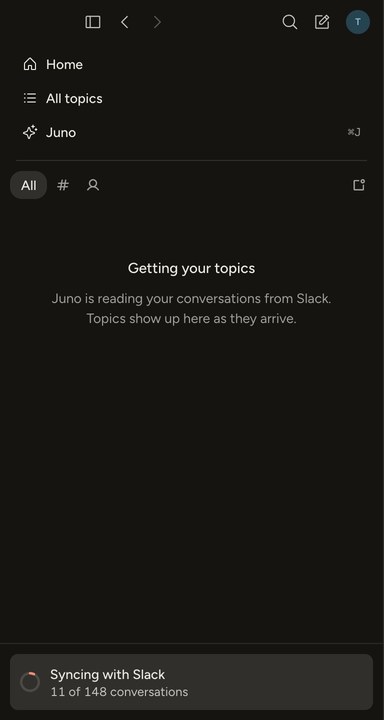 T
Home
All topics
Juno ⌘J
All
Getting your topics
Juno is reading your conversations from Slack.
Topics show up here as they arrive.
Syncing with Slack
11 of 148 conversations